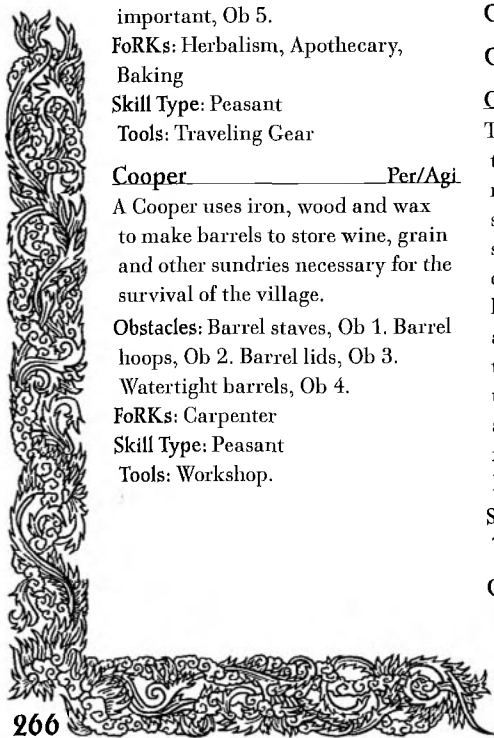 important, Ob 5.
FoRKs: Herbalism, Apothecary,
Baking
Skill Type: Peasant
Tools: Traveling Gear
Cooper Per/Agi
A Cooper uses iron, wood and wax
to make barrels to store wine, grain
and other sundries necessary for the
survival of the village.
Obstacles: Barrel staves, Ob 1. Barrel
hoops, Ob 2. Barrel lids, Ob 3.
Watertight barrels, Ob 4.
FoRKs: Carpenter
Skill Type: Peasant
Tools: Workshop.
266